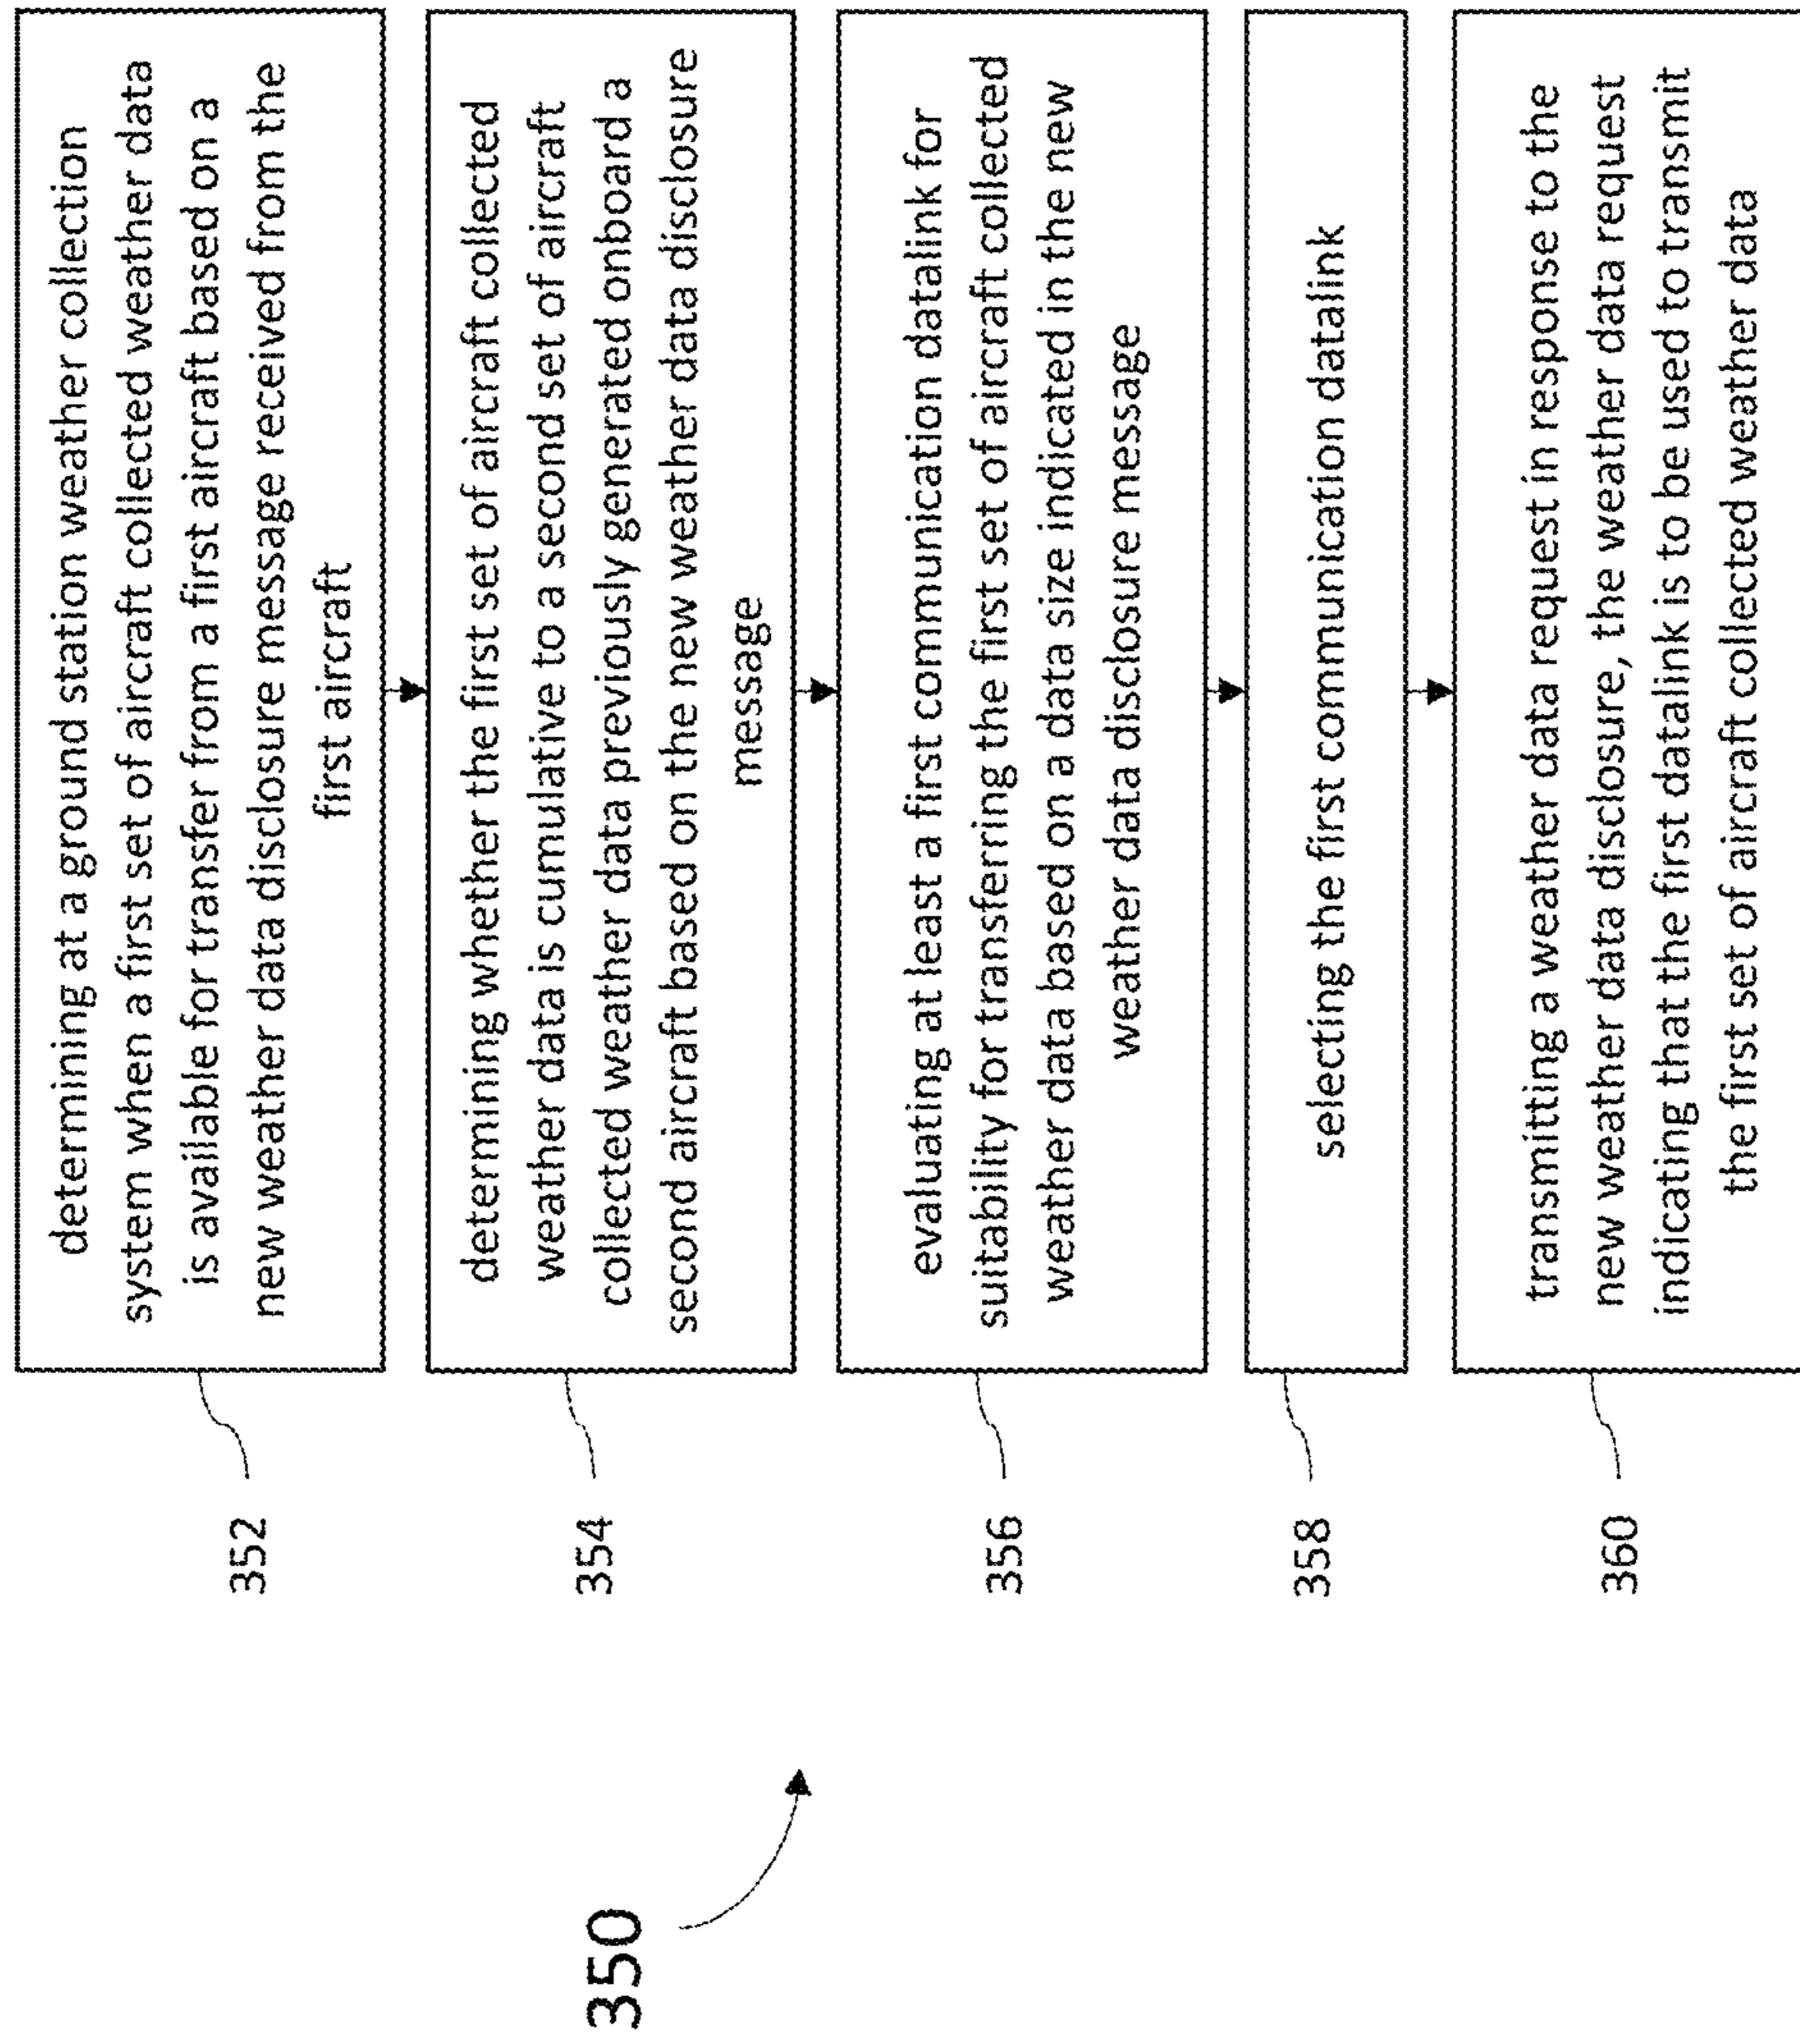 350
352
determining at a ground station weather collection
system when a first set of aircraft collected weather data
is available for transfer from a first aircraft based on a
new weather data disclosure message received from the
first aircraft
354
determining whether the first set of aircraft collected
weather data is cumulative to a second set of aircraft
collected weather data previously generated onboard a
second aircraft based on the new weather data disclosure
message
356
evaluating at least a first communication datalink for
suitability for transferring the first set of aircraft collected
weather data based on a data size indicated in the new
weather data disclosure message
358
selecting the first communication datalink
360
transmitting a weather data request in response to the
new weather data disclosure, the weather data request
indicating that the first datalink is to be used to transmit
the first set of aircraft collected weather data